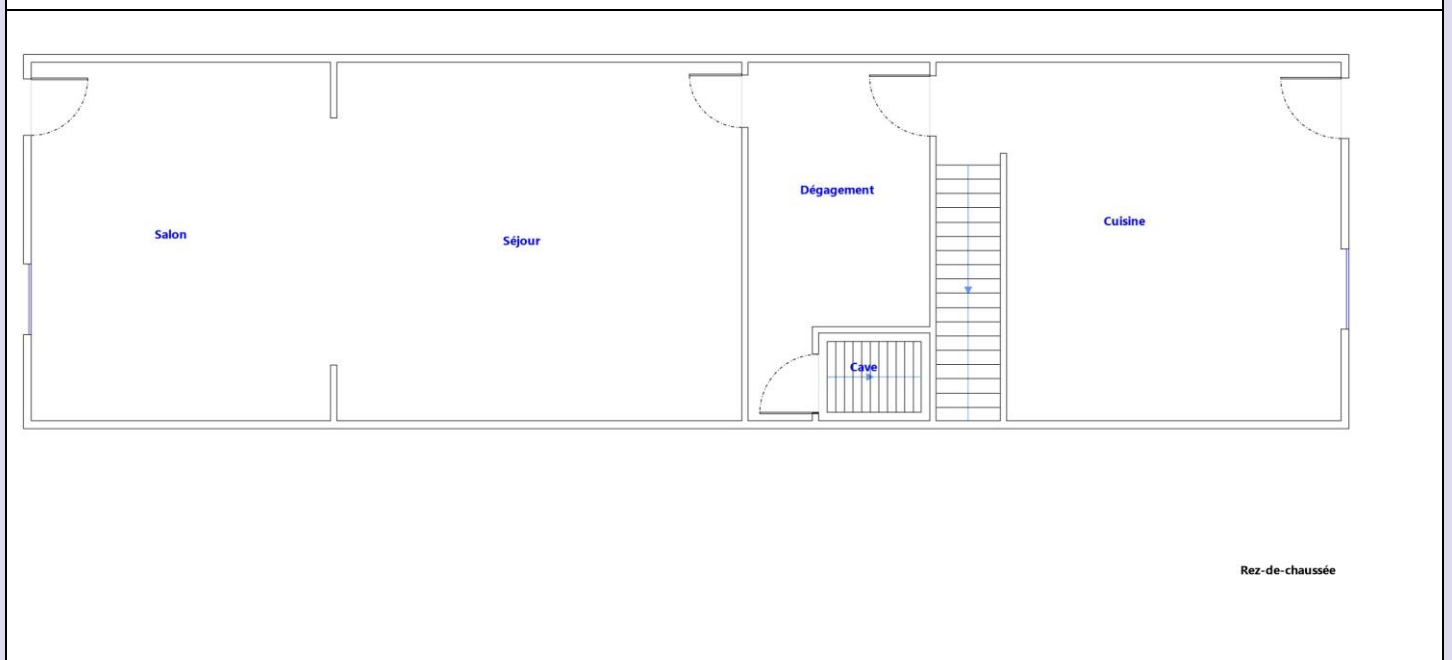 Dégagement
Cuisine
Salon
Séjour
Cave
Rez-de-chaussée